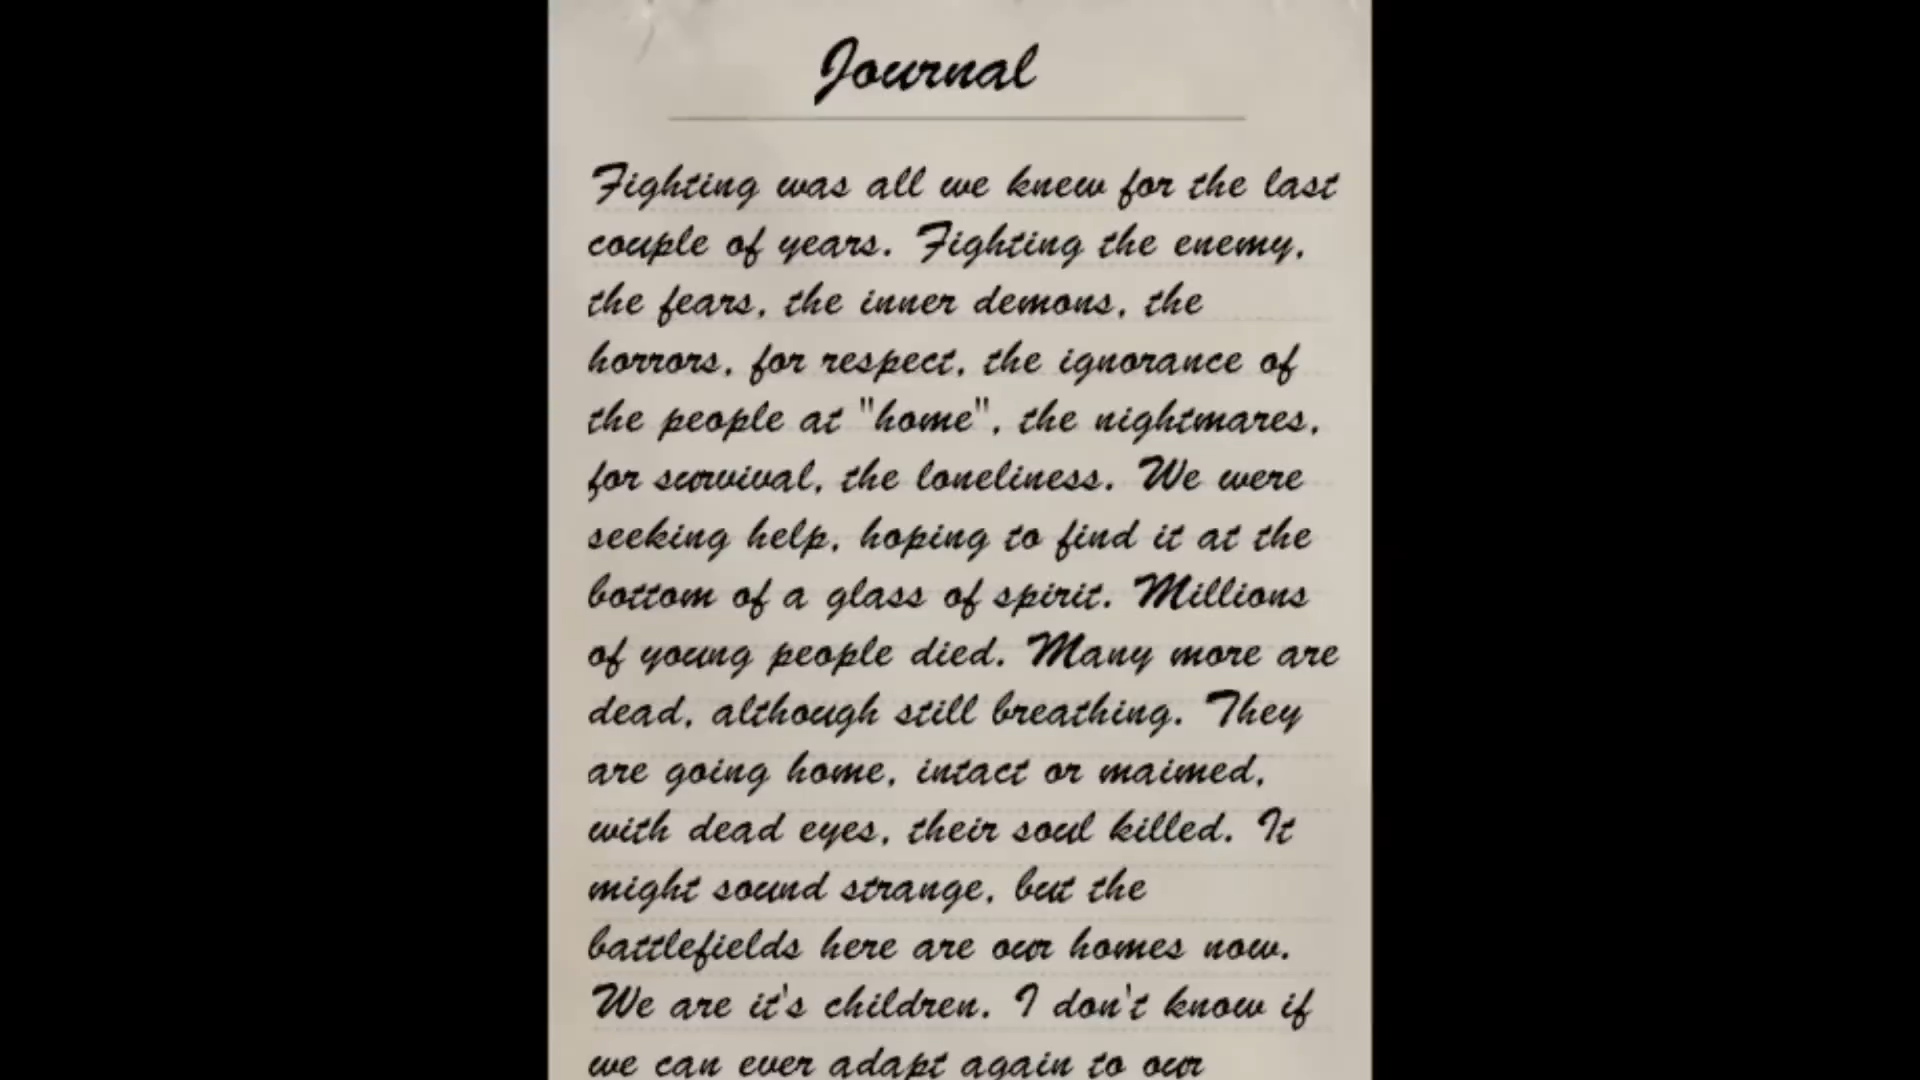 Journal
Fighting was all we knew for the last
couple of years. Fighting the enemy,
the fears, the inner demons, the
horrors, for respect, the ignorance of
the people at "home", the nightmares,
for survival, the loneliness. We were
seeking help, hoping to find it at the
bottom of a glass of spirit. Millions
of young people died. Many more are
dead, although still breathing. They
are going home, intact or maimed,
with dead eyes, their soul killed. It
might sound strange, but the
battlefields here are our homes now.
We are it's children. I don't know if
we can ever adapt again to our